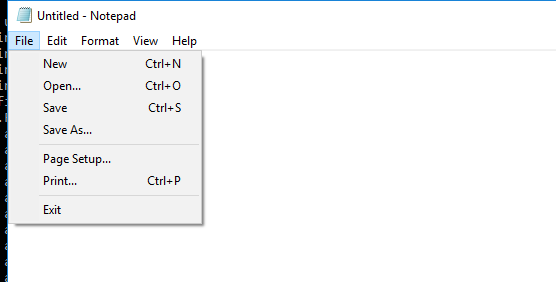 Untitled - Notepad
File Edit Format View Help
New Ctrl+N
Open... Ctrl+O
Save Ctrl+S
Save As...
Page Setup...
Print... Ctrl+P
Exit